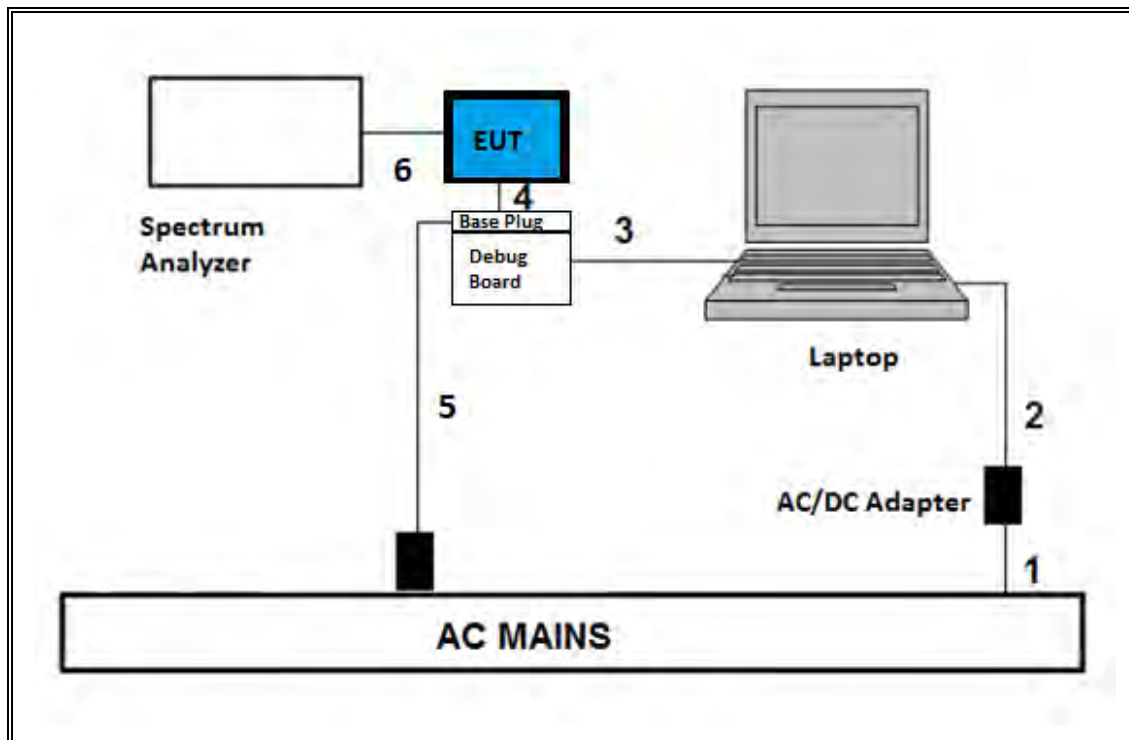 EUT
6
4
Base Plug
3
Spectrum
Analyzer
Debug
Board
Laptop
5
2
AC/DC Adapter
1
AC MAINS